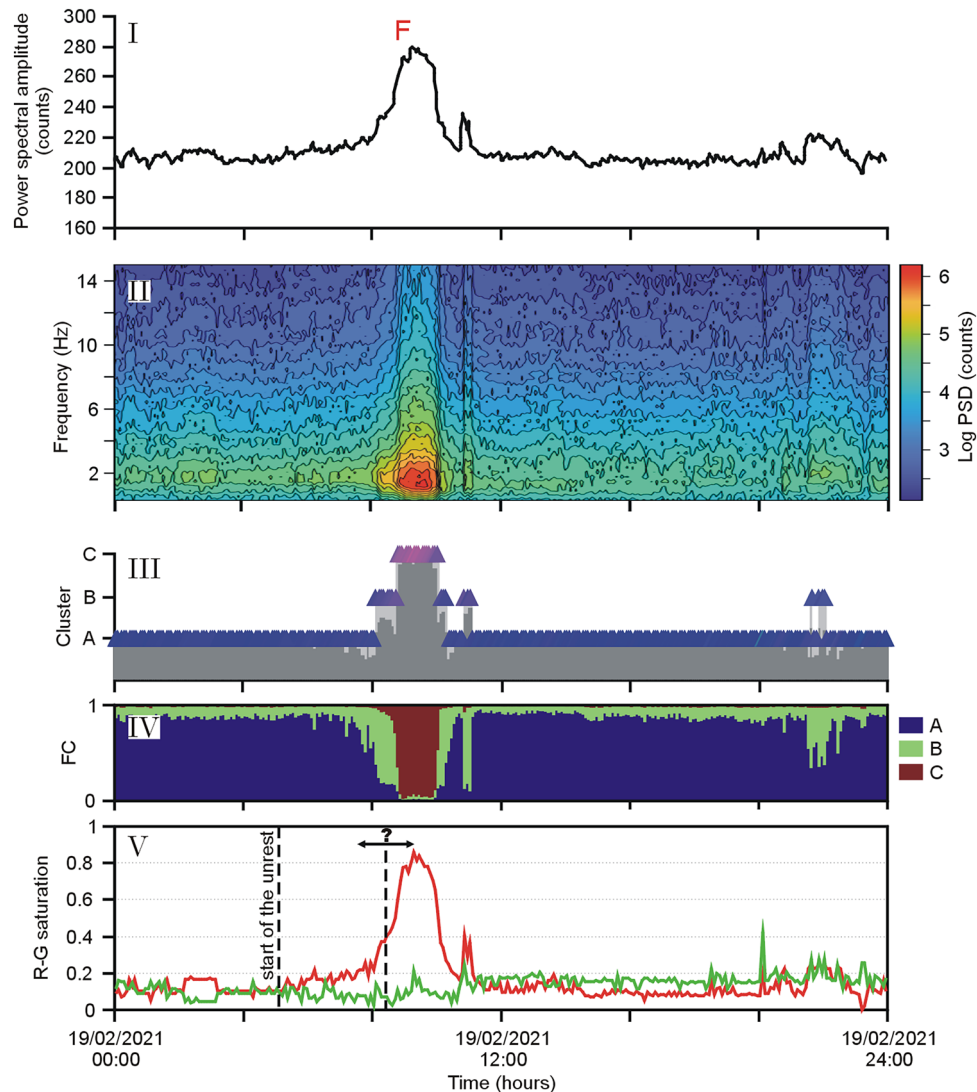 I
F
Power spectral amplitude
(counts)
300
280
260
240
220
200
180
160
II
Frequency (Hz)
14
10
6
2
6
5
4
3
Log PSD (counts)
III
Cluster
C
B
A
IV
FC
1
0
A
B
C
V
R-G saturation
1
0.8
0.6
0.4
0.2
0
start of the unrest
?
19/02/2021
00:00
19/02/2021
12:00
19/02/2021
24:00
Time (hours)